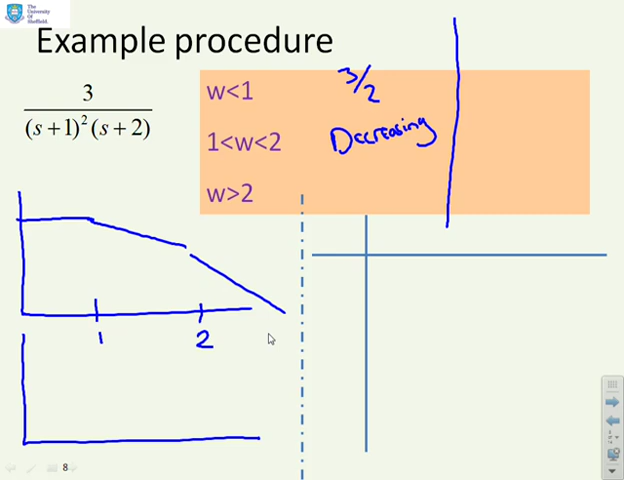 The
University
Of
Sheffield.
Example procedure
3
(s+1)²(s+2)
w<1
3/2
1<w<2
Decreasing
w>2
1
2
8